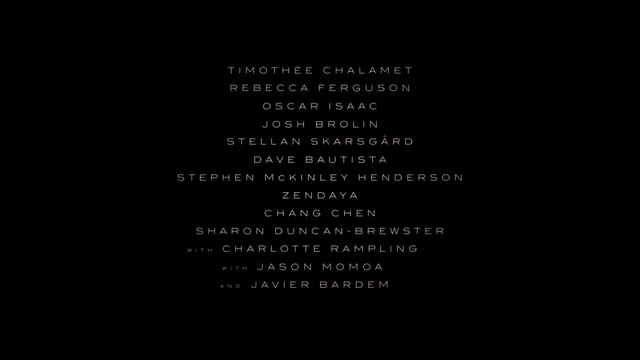 TIMOTHÉE CHALAMET
REBECCA FERGUSON
OSCAR ISAAC
JOSH BROLIN
STELLAN SKARSGÅRD
DAVE BAUTISTA
STEPHEN McKINLEY HENDERSON
ZENDAYA
CHANG CHEN
SHARON DUNCAN-BREWSTER
WITH CHARLOTTE RAMPLING
WITH JASON MOMOA
AND JAVIER BARDEM